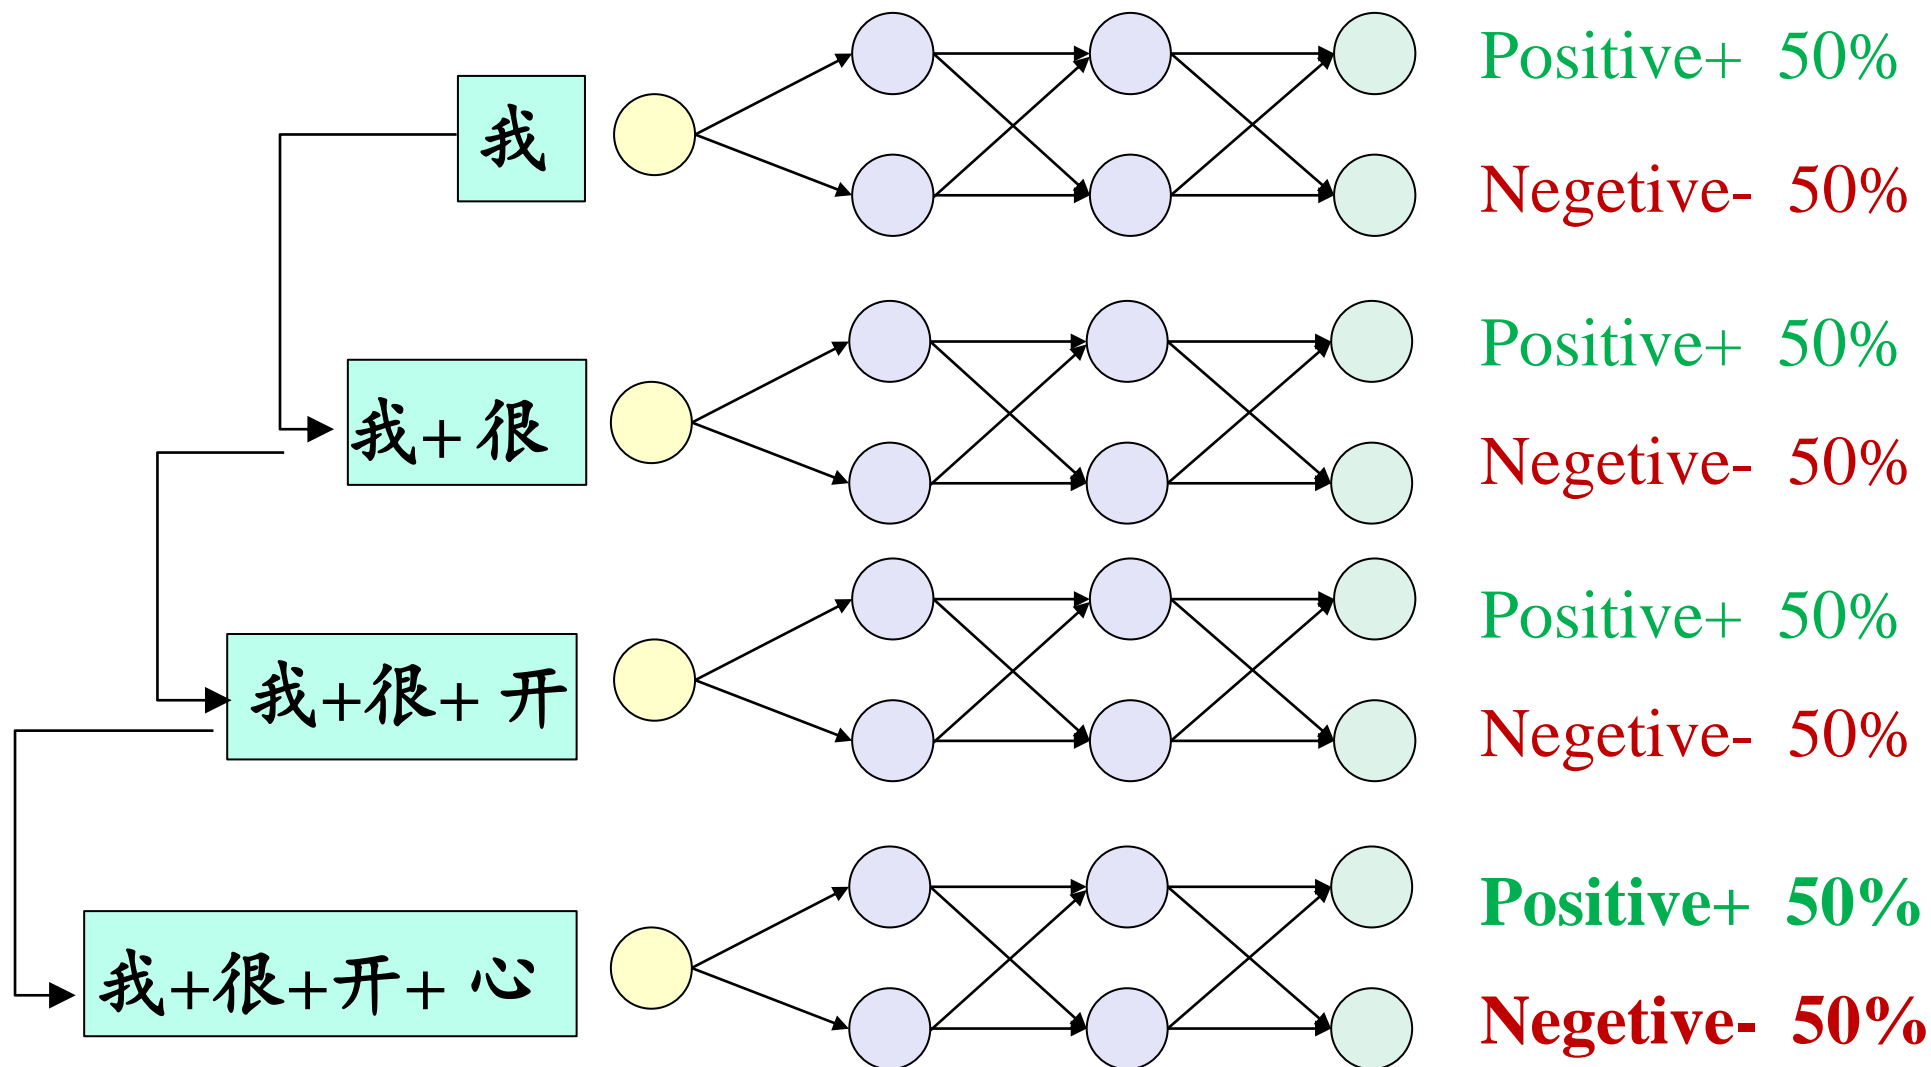 Positive+ 50%
我
Negetive- 50%
Positive+ 50%
我+ 很
Negetive- 50%
Positive+ 50%
我+很+ 开
Negetive- 50%
Positive+ 50%
我+很+开+ 心
Negetive- 50%